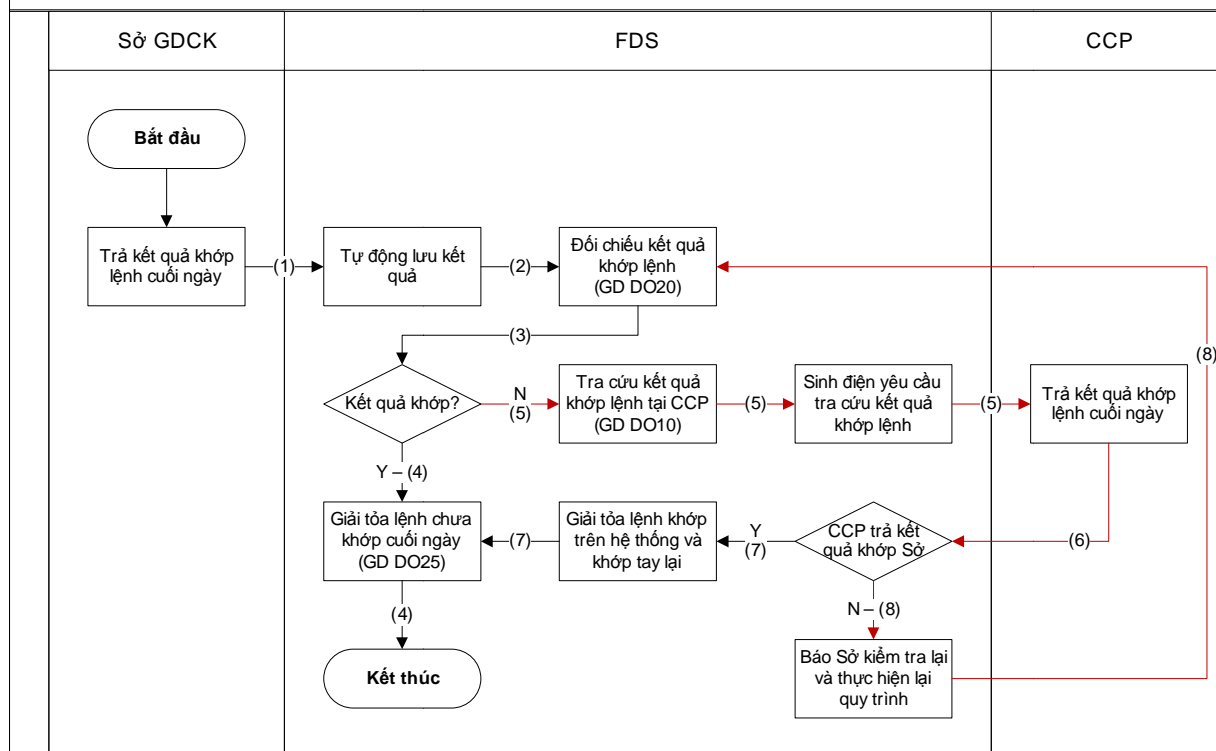 Sở GDCK
FDS
CCP
Bắt đầu
Trả kết quả khớp
lệnh cuối ngày
(1)
Tự động lưu kết
quả
(2)
Đối chiếu kết quả
khớp lệnh
(GD DO20)
(3)
(8)
Kết quả khớp?
N
(5)
Tra cứu kết quả
khớp lệnh tại CCP
(GD DO10)
(5)
Sinh điện yêu cầu
tra cứu kết quả
khớp lệnh
(5)
Trả kết quả khớp
lệnh cuối ngày
Y – (4)
Giải tỏa lệnh chưa
khớp cuối ngày
(GD DO25)
(7)
Giải tỏa lệnh khớp
trên hệ thống và
khớp tay lại
Y
(7)
CCP trả kết
quả khớp Sở
(6)
(4)
N – (8)
Kết thúc
Báo Sở kiểm tra lại
và thực hiện lại
quy trình